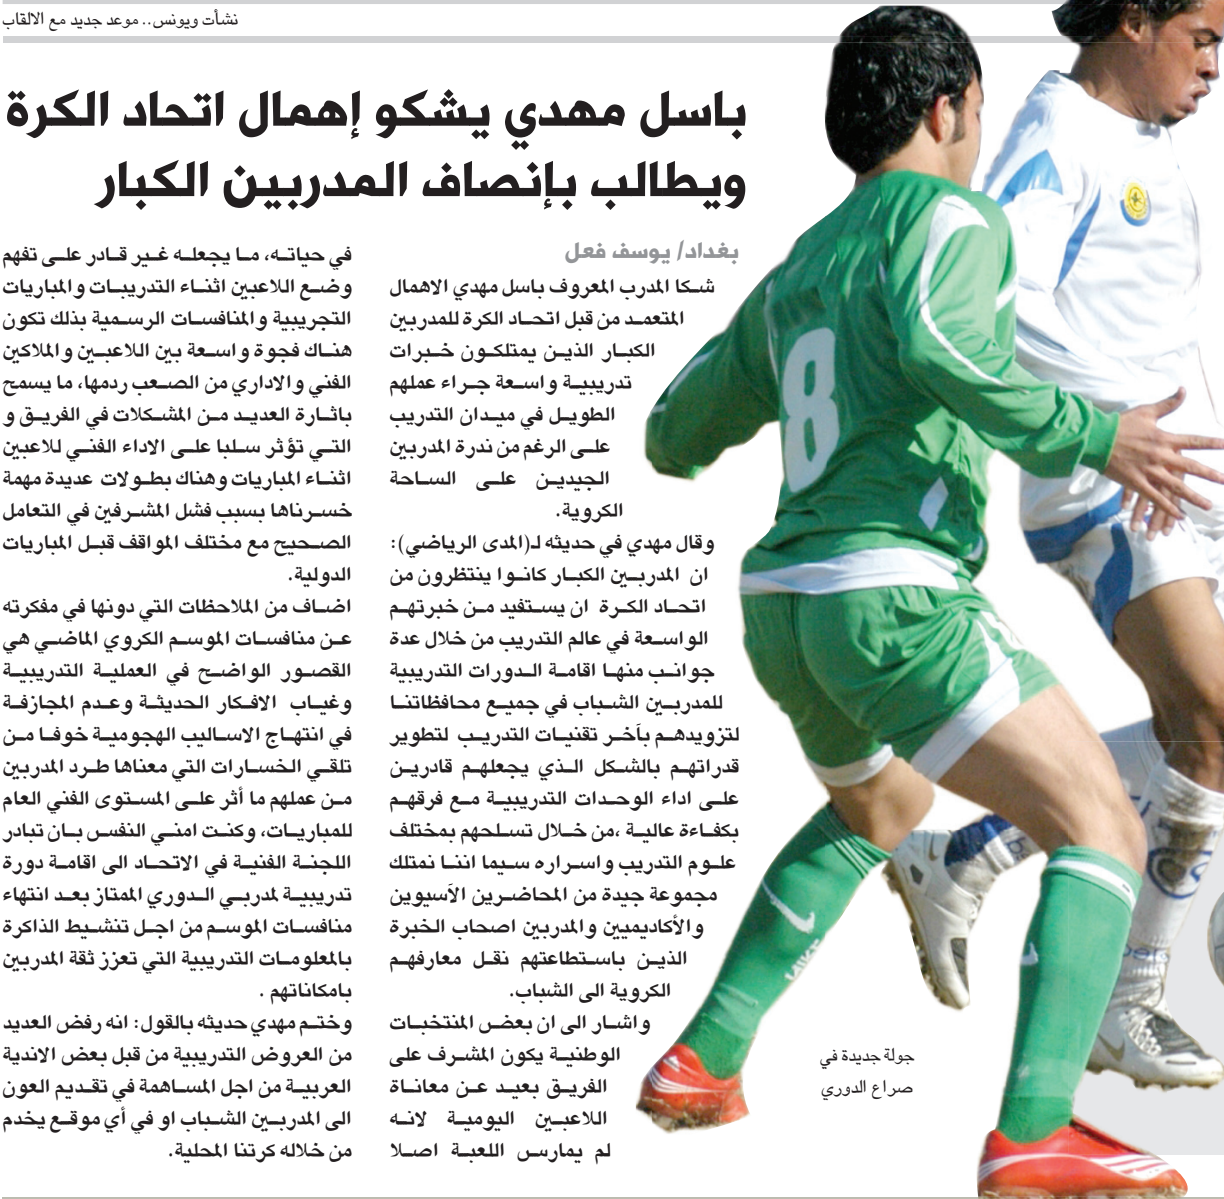 نشأت ويونس.. موعد جديد مع الالقاب
باسل مهدي يشكو إهمال اتحاد الكرة
ويطالب بإنصاف المدربين الكبار
بغداد/ يوسف فعل
شكا المدرب المعروف باسل مهدي الاهمال
المتعمد من قبل اتحاد الكرة للمدربين
الكبار الذين يمتلكون خبرات
تدريبية واسعة جراء عملهم
الطويل في ميدان التدريب
على الرغم من ندرة المدربين
الجيدين على الساحة
الكروية.
وقال مهدي في حديثه لـ(المدى الرياضي):
ان المدربين الكبار كانوا ينتظرون من
اتحاد الكرة ان يستفيد من خبرتهم
الواسعة في عالم التدريب من خلال عدة
جوانب منها اقامة الدورات التدريبية
للمدربين الشباب في جميع محافظاتنا
لتزويدهم بآخر تقنيات التدريب لتطوير
قدراتهم بالشكل الذي يجعلهم قادرين
على اداء الوحدات التدريبية مع فرقهم
بكفاءة عالية ،من خلال تسلحهم بمختلف
علوم التدريب واسراره سيما اننا نمتلك
مجموعة جيدة من المحاضرين الآسيوين
والأكاديميين والمدربين اصحاب الخبرة
الذين باستطاعتهم نقل معارفهم
الكروية الى الشباب.
واشار الى ان بعض المنتخبات
الوطنية يكون المشرف على
الفريق بعيد عن معاناة
اللاعبين اليومية لانه
لم يمارس اللعبة اصلا
في حياته، ما يجعله غير قادر على تفهم
وضع اللاعبين اثناء التدريبات والمباريات
التجريبية والمنافسات الرسمية بذلك تكون
هناك فجوة واسعة بين اللاعبين والملاكين
الفني والاداري من الصعب ردمها، ما يسمح
باثارة العديد من المشكلات في الفريق و
التي تؤثر سلبا على الاداء الفني للاعبين
اثناء المباريات وهناك بطولات عديدة مهمة
خسرناها بسبب فشل المشرفين في التعامل
الصحيح مع مختلف المواقف قبل المباريات
الدولية.
اضاف من الملاحظات التي دونها في مفكرته
عن منافسات الموسم الكروي الماضي هي
القصور الواضح في العملية التدريبية
وغياب الافكار الحديثة وعدم المجازفة
في انتهاج الاساليب الهجومية خوفا من
تلقي الخسارات التي معناها طرد المدربين
من عملهم ما أثر على المستوى الفني العام
للمباريات، وكنت امني النفس بان تبادر
اللجنة الفنية في الاتحاد الى اقامة دورة
تدريبية لمدربي الدوري الممتاز بعد انتهاء
منافسات الموسم من اجل تنشيط الذاكرة
بالمعلومات التدريبية التي تعزز ثقة المدربين
بامكاناتهم .
وختم مهدي حديثه بالقول: انه رفض العديد
من العروض التدريبية من قبل بعض الاندية
العربية من اجل المساهمة في تقديم العون
الى المدربين الشباب او في أي موقع يخدم
من خلاله كرتنا المحلية.
8
جولة جديدة في
صراع الدوري